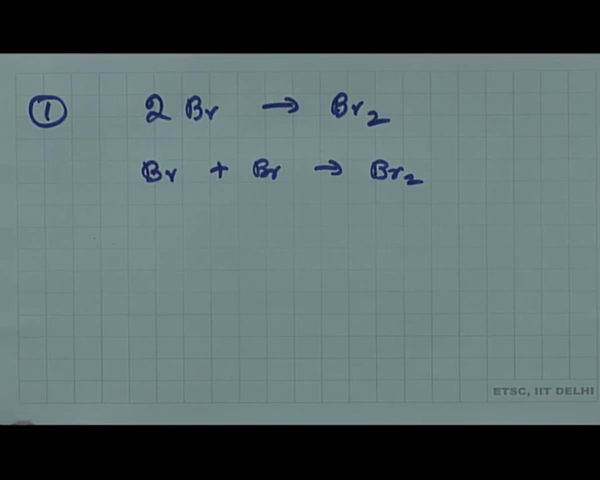 ① 2 Br → Br₂
Br + Br → Br₂
ETSC, IIT DELHI